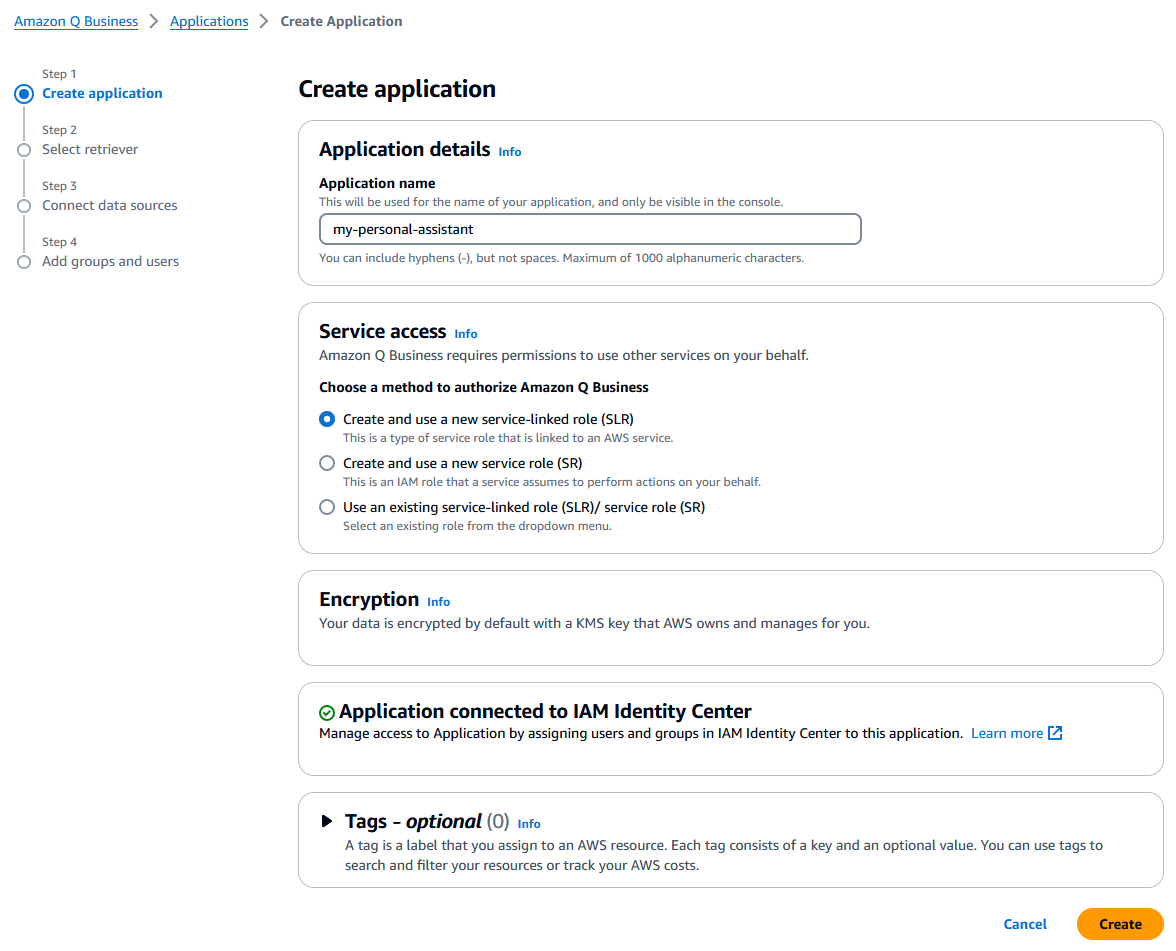 Amazon Q Business > Applications > Create Application
Step 1
Create application
Step 2
Select retriever
Step 3
Connect data sources
Step 4
Add groups and users
Create application
Application details Info
Application name
This will be used for the name of your application, and only be visible in the console.
my-personal-assistant
You can include hyphens (-), but not spaces. Maximum of 1000 alphanumeric characters.
Service access Info
Amazon Q Business requires permissions to use other services on your behalf.
Choose a method to authorize Amazon Q Business
Create and use a new service-linked role (SLR)
This is a type of service role that is linked to an AWS service.
Create and use a new service role (SR)
This is an IAM role that a service assumes to perform actions on your behalf.
Use an existing service-linked role (SLR)/ service role (SR)
Select an existing role from the dropdown menu.
Encryption Info
Your data is encrypted by default with a KMS key that AWS owns and manages for you.
Application connected to IAM Identity Center
Manage access to Application by assigning users and groups in IAM Identity Center to this application. Learn more
Tags - optional (0) Info
A tag is a label that you assign to an AWS resource. Each tag consists of a key and an optional value. You can use tags to
search and filter your resources or track your AWS costs.
Cancel Create